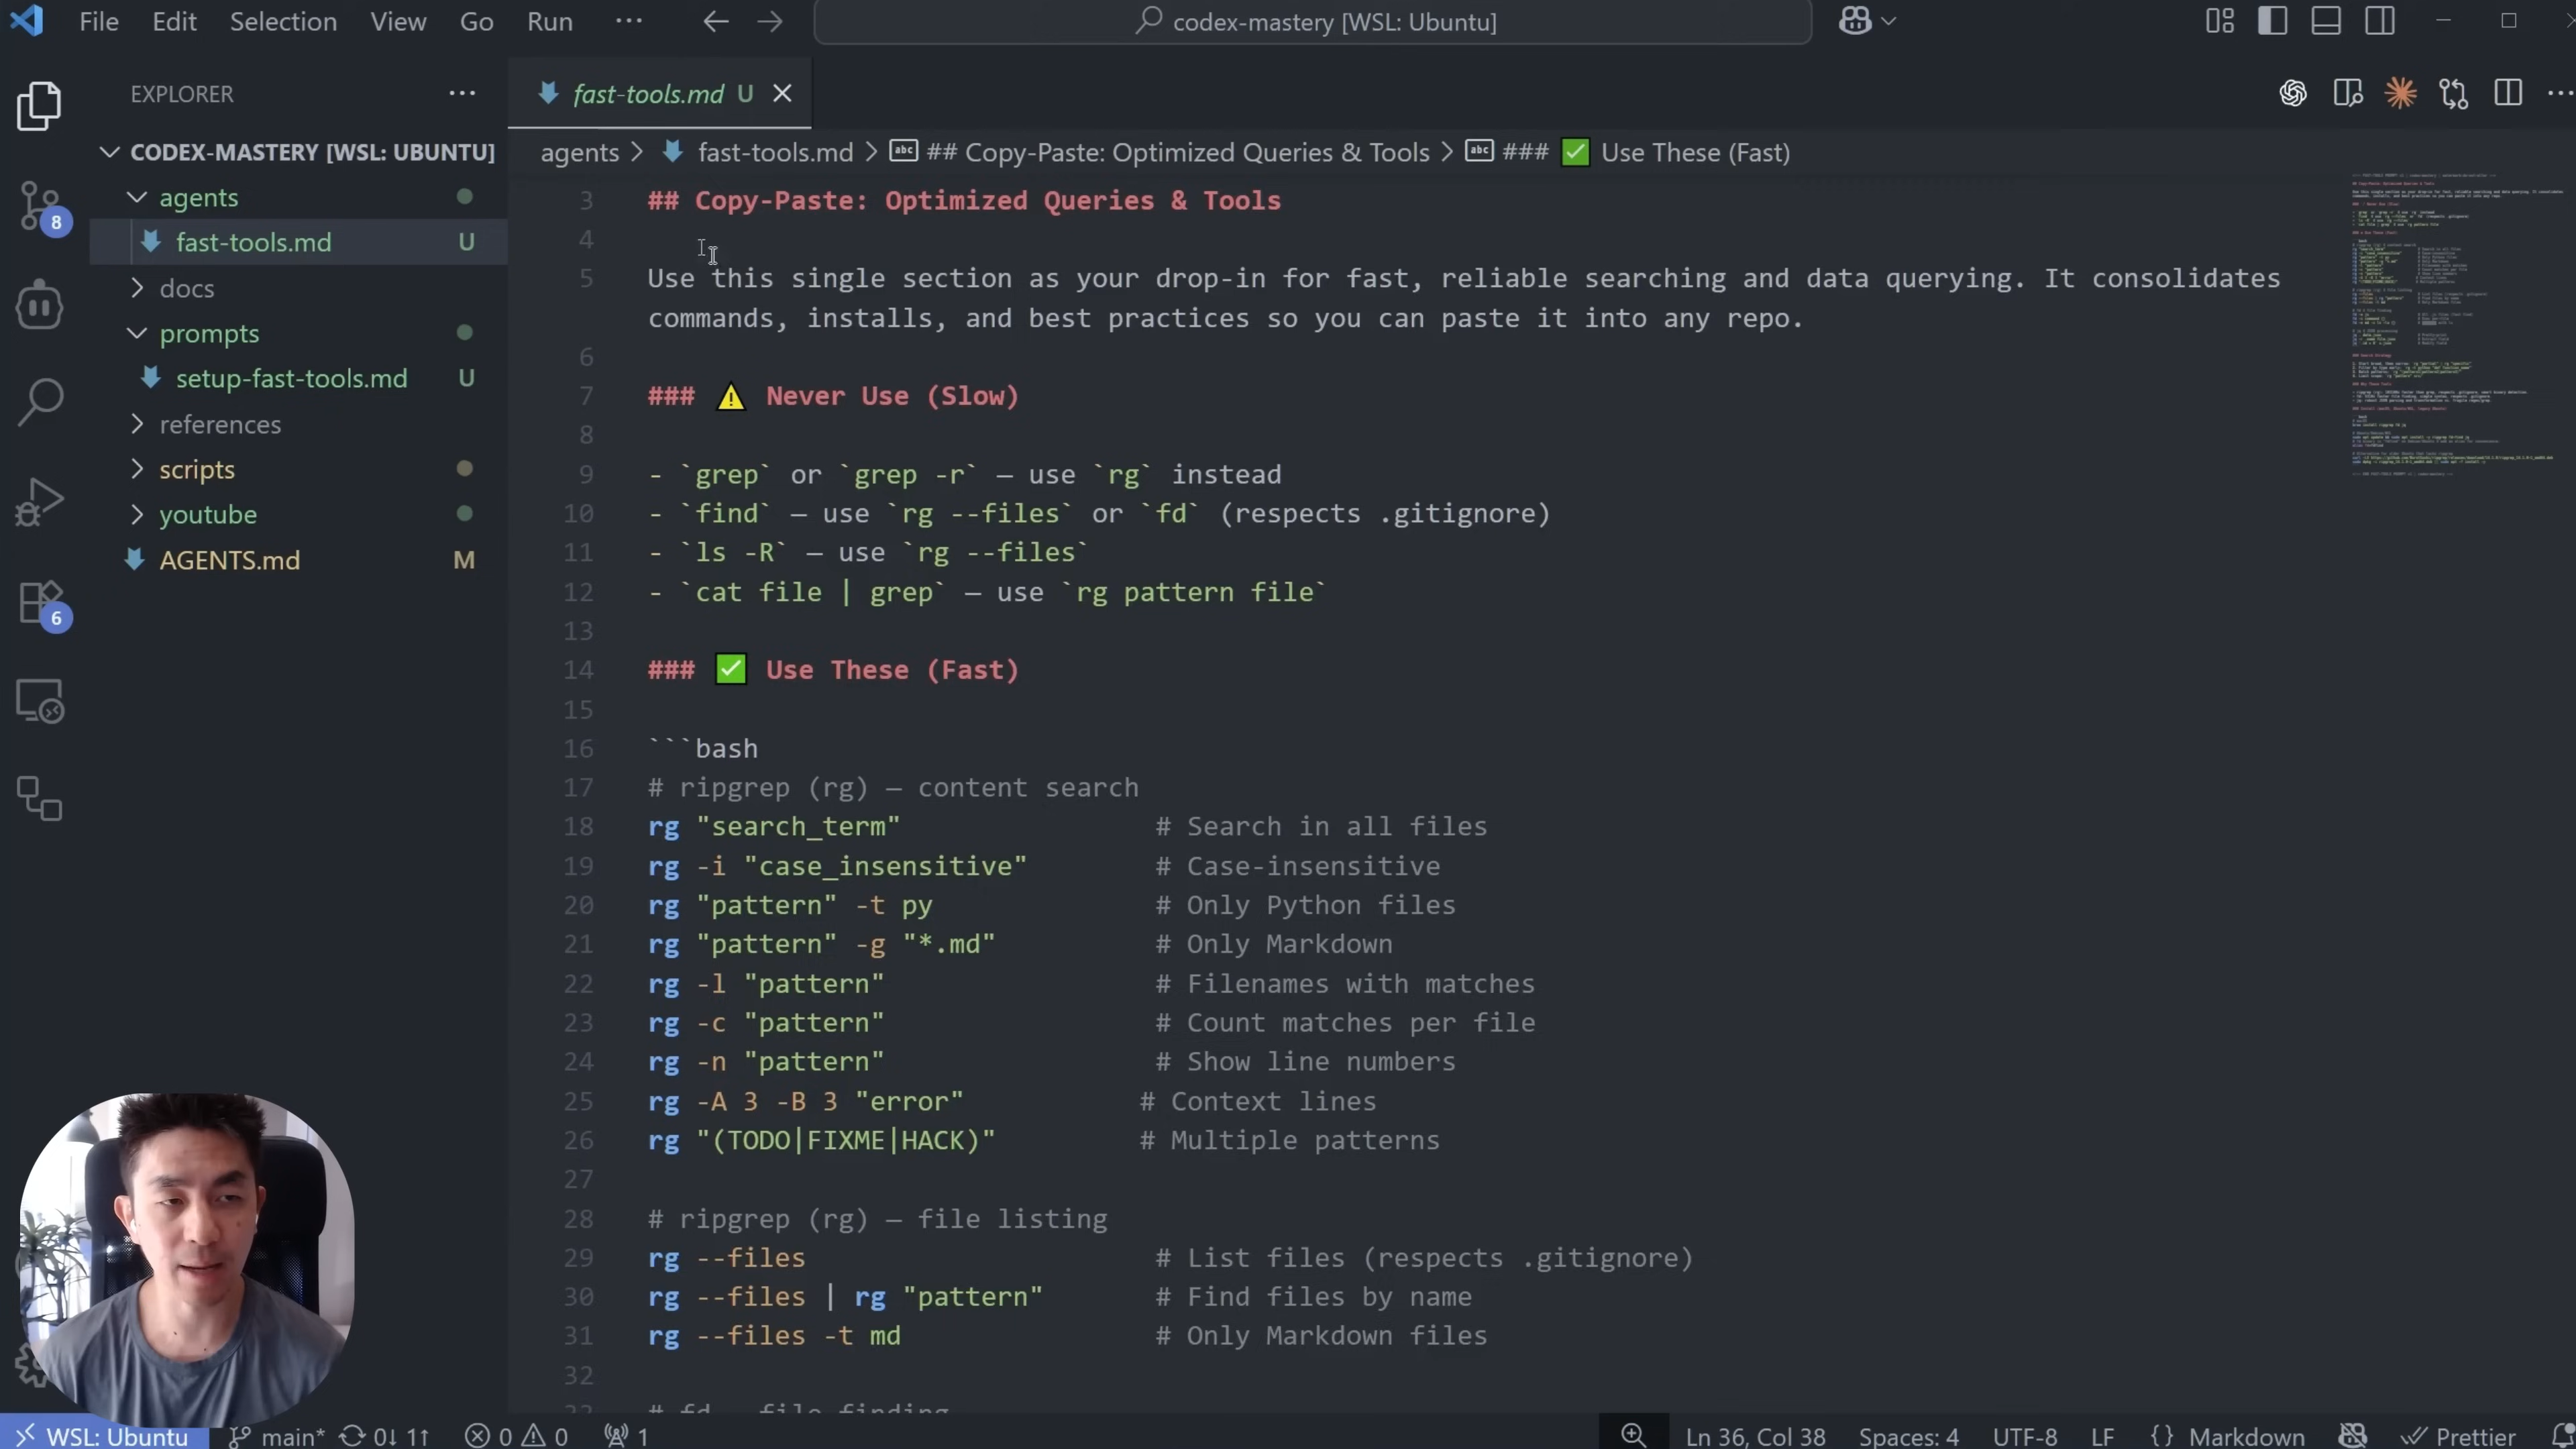 File Edit Selection View Go Run ··· codex-mastery [WSL: Ubuntu]
EXPLORER
CODEX-MASTERY [WSL: UBUNTU]
agents
fast-tools.md U
docs
prompts
setup-fast-tools.md U
references
scripts
youtube
AGENTS.md M
8
6
fast-tools.md U
agents > fast-tools.md > ## Copy-Paste: Optimized Queries & Tools > ### ✅ Use These (Fast)
3 ## Copy-Paste: Optimized Queries & Tools
4
5 Use this single section as your drop-in for fast, reliable searching and data querying. It consolidates
commands, installs, and best practices so you can paste it into any repo.
6
7 ### ⚠️ Never Use (Slow)
8
9 - `grep` or `grep -r` — use `rg` instead
10 - `find` — use `rg --files` or `fd` (respects .gitignore)
11 - `ls -R` — use `rg --files`
12 - `cat file | grep` — use `rg pattern file`
13
14 ### ✅ Use These (Fast)
15
16 ```bash
17 # ripgrep (rg) — content search
18 rg "search_term" # Search in all files
19 rg -i "case_insensitive" # Case-insensitive
20 rg "pattern" -t py # Only Python files
21 rg "pattern" -g "*.md" # Only Markdown
22 rg -l "pattern" # Filenames with matches
23 rg -c "pattern" # Count matches per file
24 rg -n "pattern" # Show line numbers
25 rg -A 3 -B 3 "error" # Context lines
26 rg "(TODO|FIXME|HACK)" # Multiple patterns
27
28 # ripgrep (rg) — file listing
29 rg --files # List files (respects .gitignore)
30 rg --files | rg "pattern" # Find files by name
31 rg --files -t md # Only Markdown files
32
WSL: Ubuntu main* 0↓ 1↑ 0 0 1 Ln 36, Col 38 Spaces: 4 UTF-8 LF {} Markdown Prettier